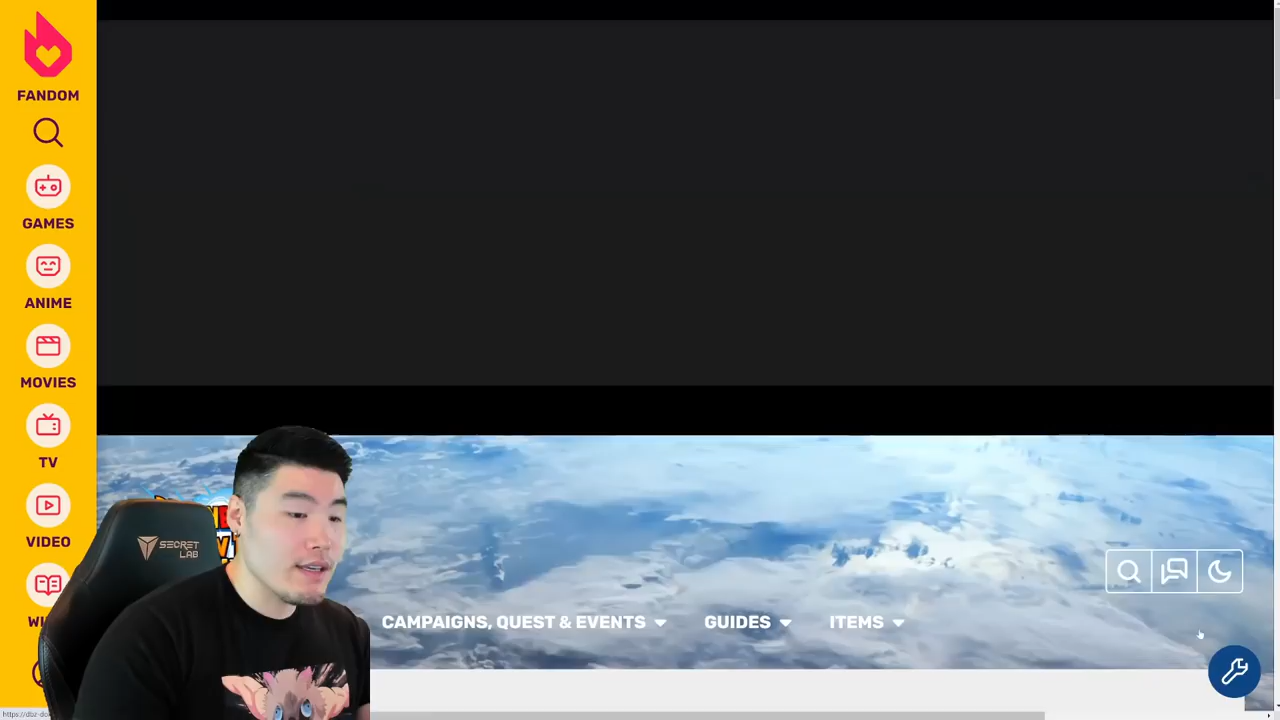 FANDOM
GAMES
ANIME
MOVIES
TV
VIDEO
CAMPAIGNS, QUEST & EVENTS
GUIDES
ITEMS
SECRET
LAB